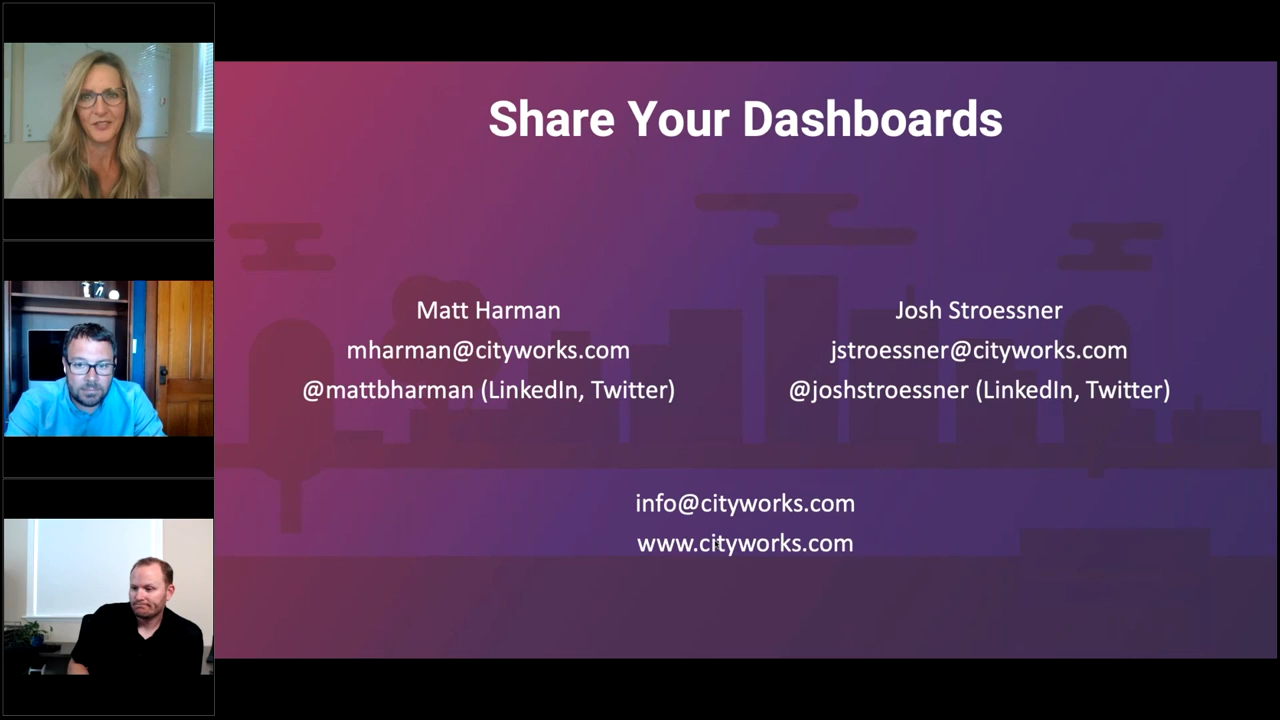 Share Your Dashboards
Matt Harman
mharman@cityworks.com
@mattbharman (LinkedIn, Twitter)
Josh Stroessner
jstroessner@cityworks.com
@joshstroessner (LinkedIn, Twitter)
info@cityworks.com
www.cityworks.com